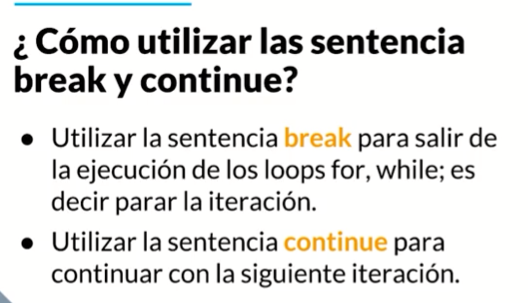 ¿ Cómo utilizar las sentencia
break y continue?
● Utilizar la sentencia break para salir de
la ejecución de los loops for, while; es
decir parar la iteración.
● Utilizar la sentencia continue para
continuar con la siguiente iteración.